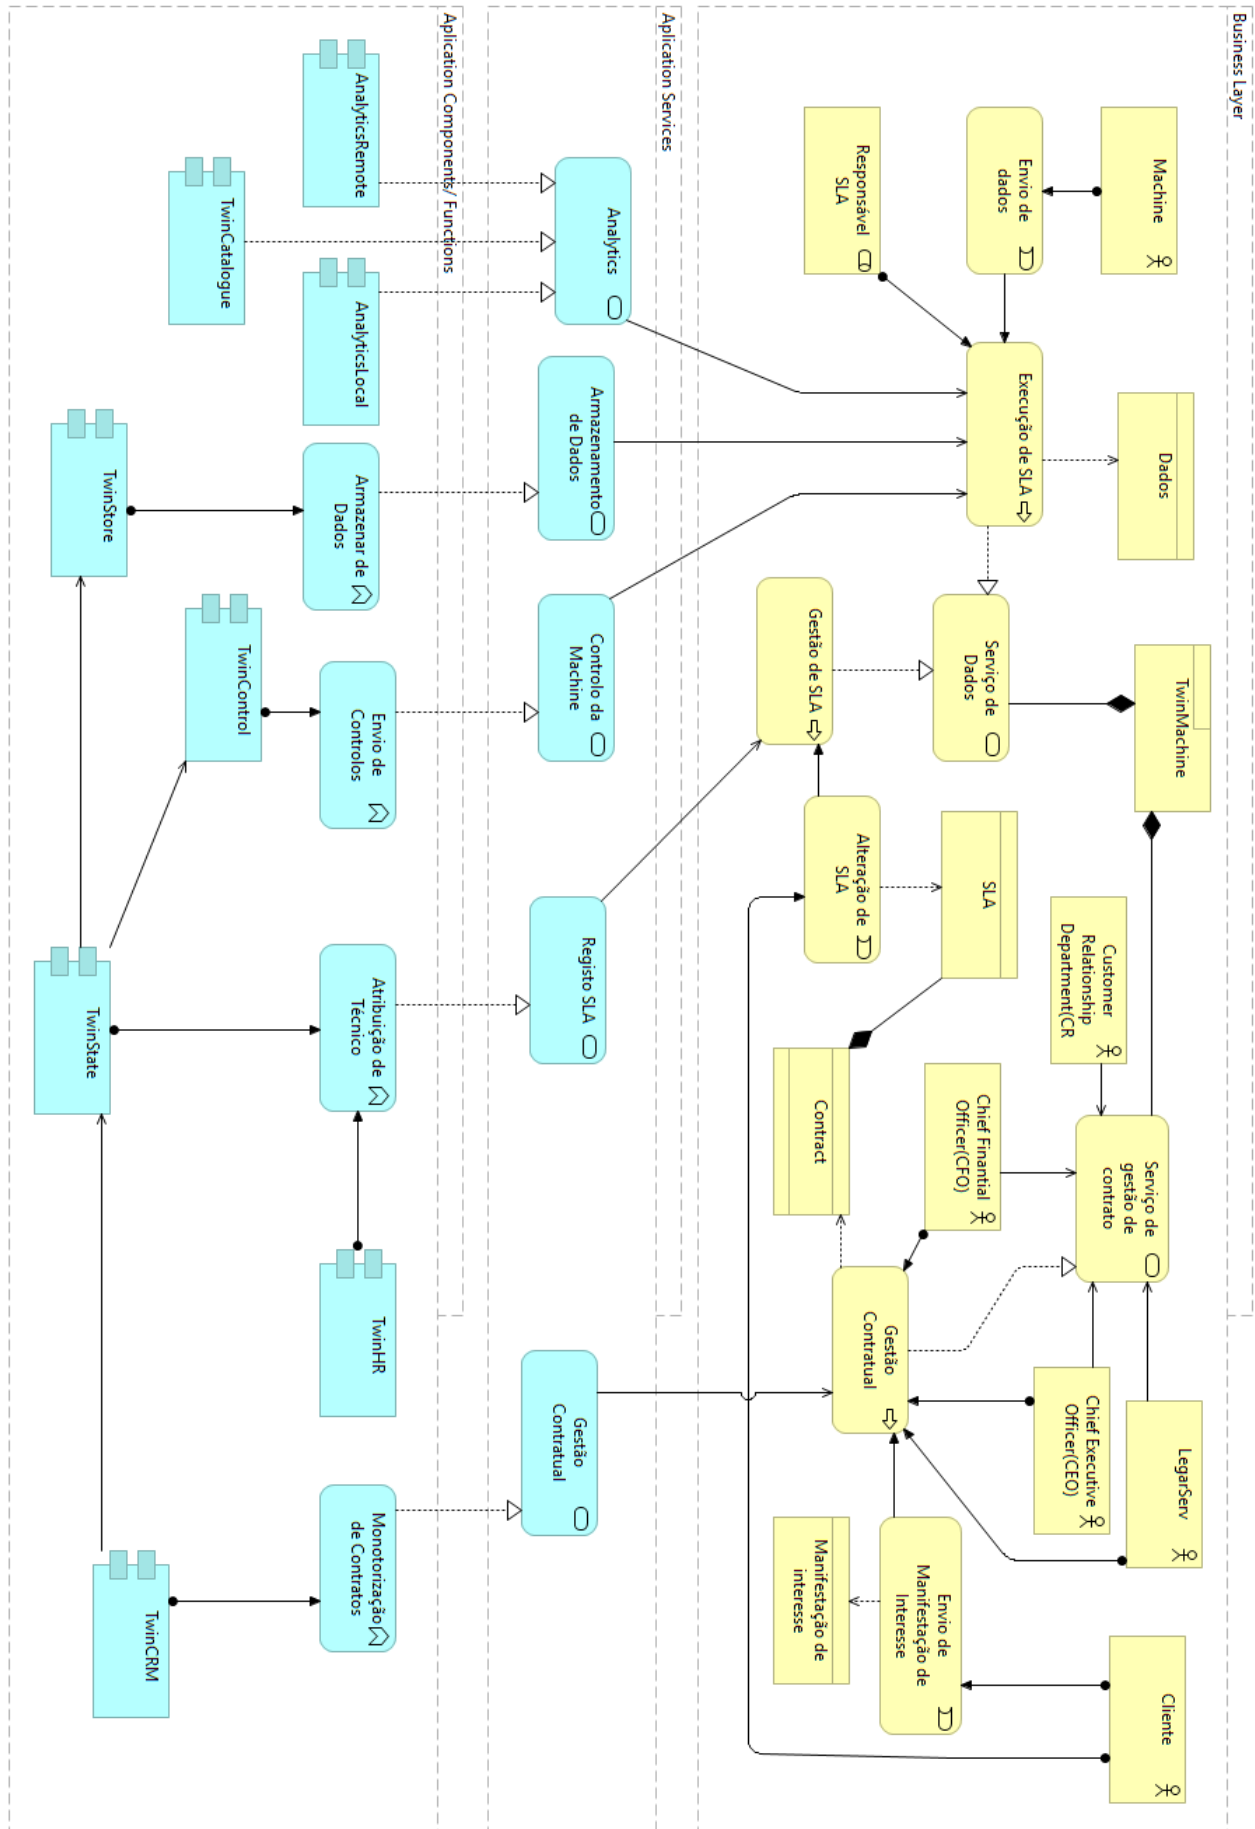 Business Layer
Machine
Envio de
dados
Responsável
SLA
Dados
Execução de SLA
TwinMachine
Serviço de
Dados
Gestão de SLA
Alteração de
SLA
SLA
Customer
Relationship
Department(CR
Serviço de
gestão de
contrato
Chief Finantial
Officer(CFO)
Contract
Gestão
Contratual
LegarServ
Chief Executive
Officer(CEO)
Envio de
Manifestação de
Interesse
Manifestação de
interesse
Cliente
Aplication Services
Analytics
Armazenamento
de Dados
Controlo da
Machine
Registo SLA
Gestão
Contratual
Aplication Components/ Functions
AnalyticsRemote
TwinCatalogue
AnalyticsLocal
Armazenar de
Dados
TwinStore
Envio de
Controlos
TwinControl
Atribuição de
Técnico
TwinState
TwinHR
Monotorização
de Contratos
TwinCRM